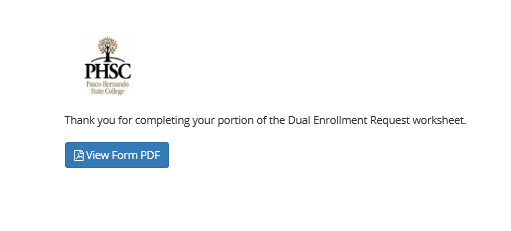 PHSC
Pasco-Hernando
State College
Thank you for completing your portion of the Dual Enrollment Request worksheet.
View Form PDF